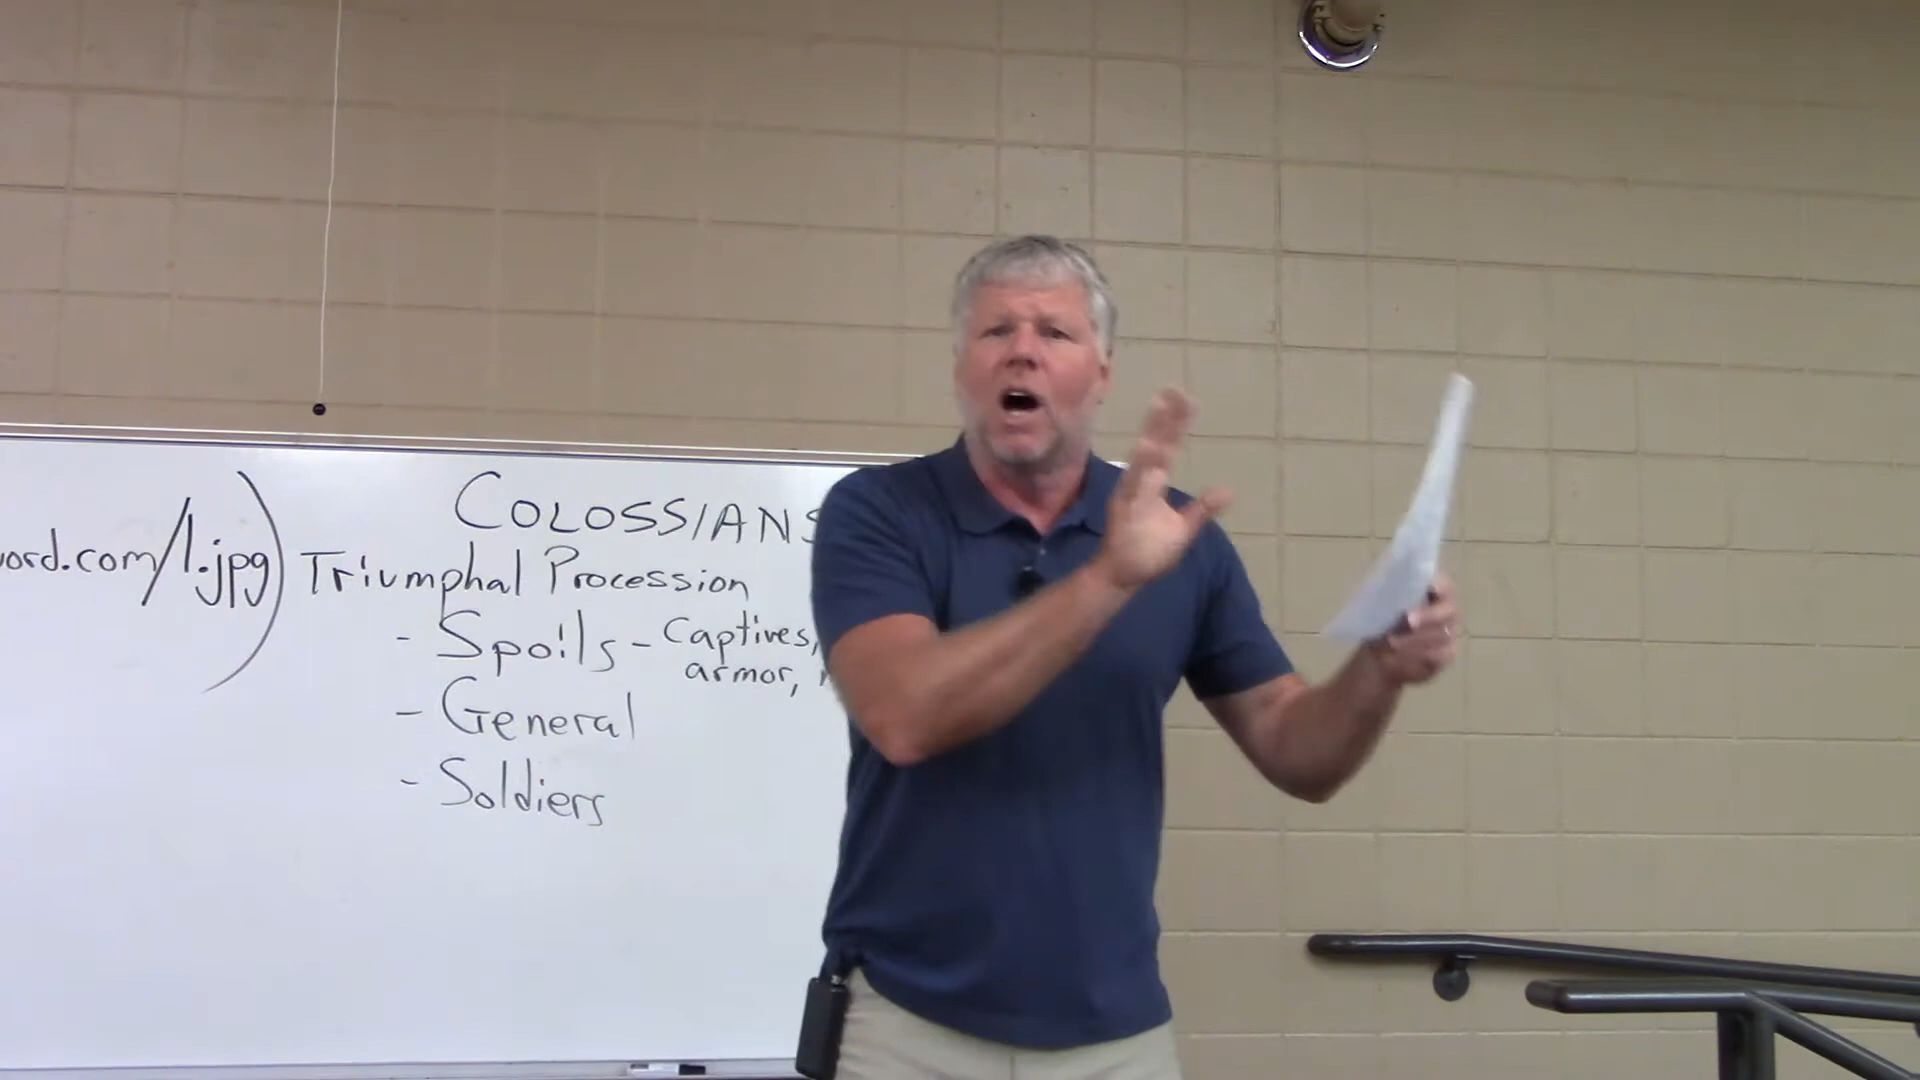 COLOSSIANS
ord.com/1.jpg) Triumphal Procession
- Spoils - Captives,
armor,
- General
- Soldiers